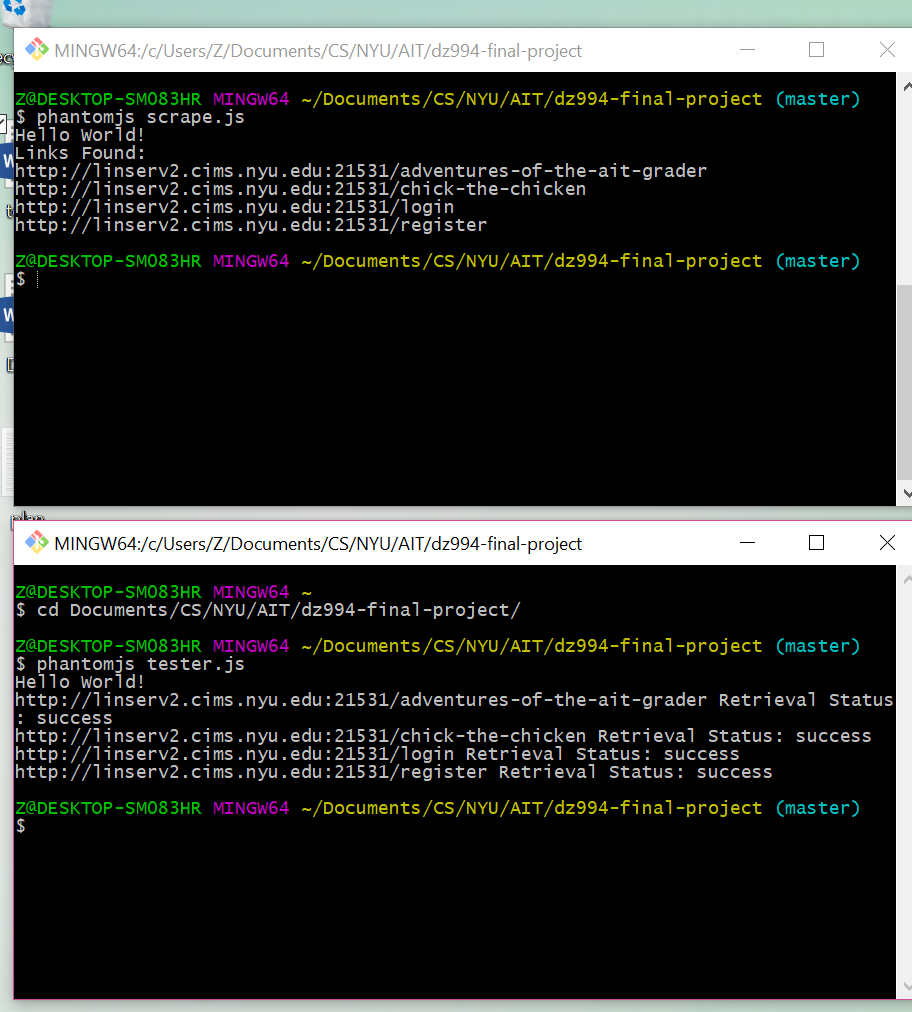 MINGW64:/c/Users/Z/Documents/CS/NYU/AIT/dz994-final-project
Z@DESKTOP-SMO83HR MINGW64 ~/Documents/CS/NYU/AIT/dz994-final-project (master)
$ phantomjs scrape.js
Hello World!
Links Found:
http://linserv2.cims.nyu.edu:21531/adventures-of-the-ait-grader
http://linserv2.cims.nyu.edu:21531/chick-the-chicken
http://linserv2.cims.nyu.edu:21531/login
http://linserv2.cims.nyu.edu:21531/register
Z@DESKTOP-SMO83HR MINGW64 ~/Documents/CS/NYU/AIT/dz994-final-project (master)
$
MINGW64:/c/Users/Z/Documents/CS/NYU/AIT/dz994-final-project
Z@DESKTOP-SMO83HR MINGW64 ~
$ cd Documents/CS/NYU/AIT/dz994-final-project/
Z@DESKTOP-SMO83HR MINGW64 ~/Documents/CS/NYU/AIT/dz994-final-project (master)
$ phantomjs tester.js
Hello World!
http://linserv2.cims.nyu.edu:21531/adventures-of-the-ait-grader Retrieval Status
: success
http://linserv2.cims.nyu.edu:21531/chick-the-chicken Retrieval Status: success
http://linserv2.cims.nyu.edu:21531/login Retrieval Status: success
http://linserv2.cims.nyu.edu:21531/register Retrieval Status: success
Z@DESKTOP-SMO83HR MINGW64 ~/Documents/CS/NYU/AIT/dz994-final-project (master)
$